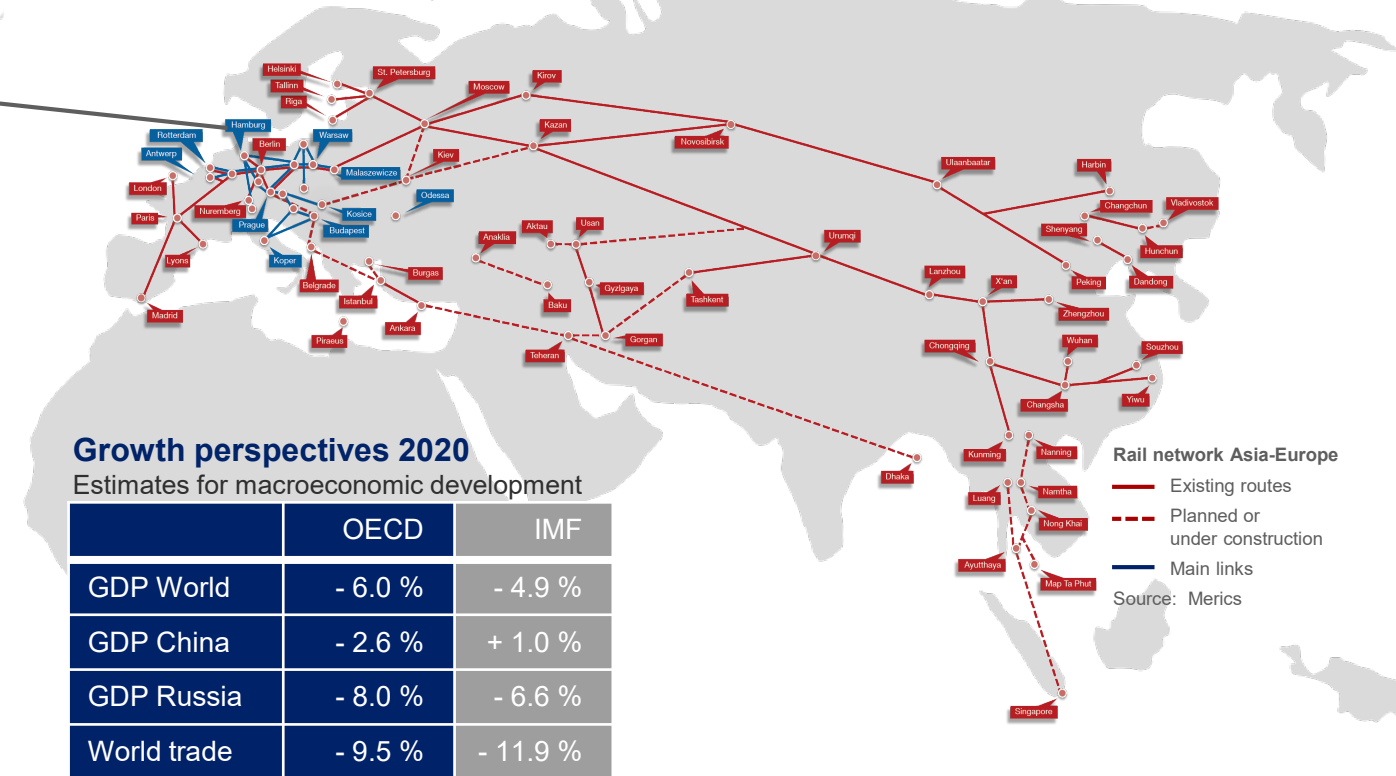 Helsinki
St. Petersburg
Tallinn
Riga
Moscow
Kirov
Hamburg
Rotterdam
Warsaw
Kazan
Berlin
Antwerp
Novosibirsk
Kiev
Malaszewicze
Ulaanbaatar
Harbin
London
Odessa
Changchun
Vladivostok
Paris
Nuremberg
Kosice
Prague
Budapest
Aktau
Usan
Shenyang
Anaklia
Urumqi
Hunchun
Lyons
Koper
Burgas
Lanzhou
X'an
Peking
Dandong
Belgrade
Gyzlgaya
Istanbul
Tashkent
Baku
Madrid
Zhengzhou
Ankara
Piraeus
Gorgan
Teheran
Chongqing
Wuhan
Souzhou
Changsha
Yiwu
Kunming
Nanning
Dhaka
Luang
Namtha
Nong Khai
Ayutthaya
Map Ta Phut
Singapore
Growth perspectives 2020
Estimates for macroeconomic development
OECD IMF
GDP World - 6.0 % - 4.9 %
GDP China - 2.6 % + 1.0 %
GDP Russia - 8.0 % - 6.6 %
World trade - 9.5 % - 11.9 %
Rail network Asia-Europe
Existing routes
Planned or
under construction
Main links
Source: Merics